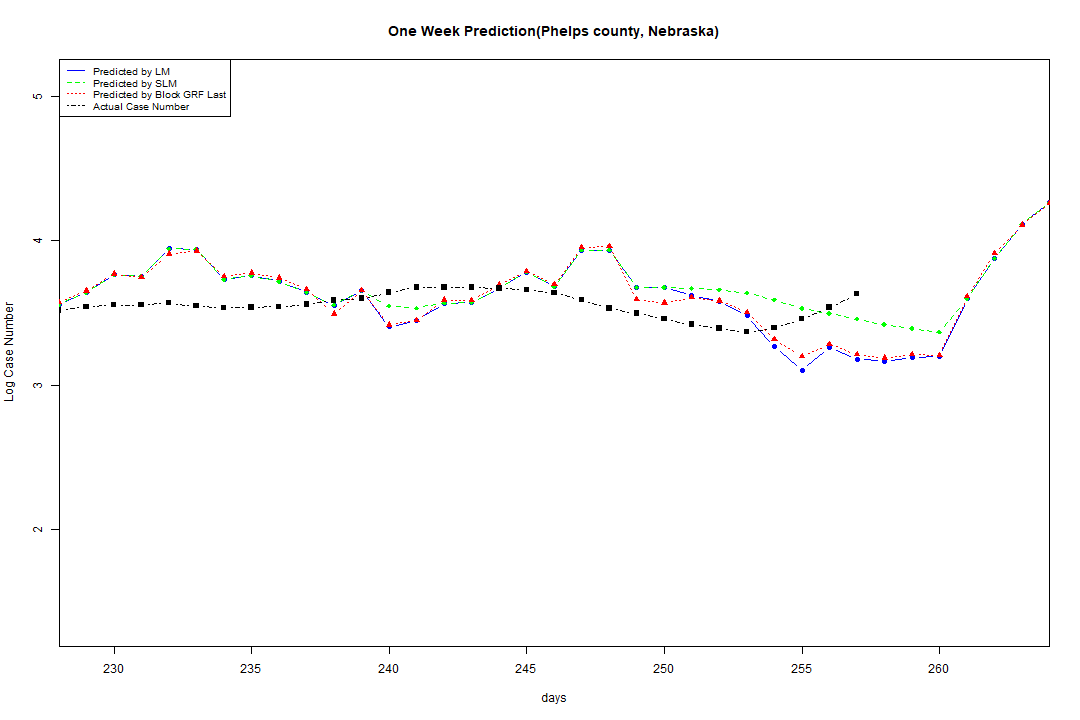 One Week Prediction(Phelps county, Nebraska)
Predicted by LM
Predicted by SLM
Predicted by Block GRF Last
Actual Case Number
5
4
3
2
Log Case Number
230 235 240 245 250 255 260
days